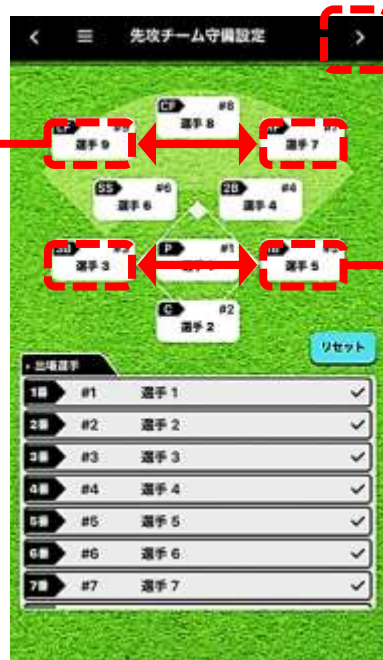 先攻チーム守備設定
CF #8
選手 8
選手 9
選手 7
SS #6
選手 6
2B #4
選手 4
選手 3
P #1
選手 5
C #2
選手 2
リセット
出場選手
1番 #1 選手 1
2番 #2 選手 2
3番 #3 選手 3
4番 #4 選手 4
5番 #5 選手 5
6番 #6 選手 6
7番 #7 選手 7